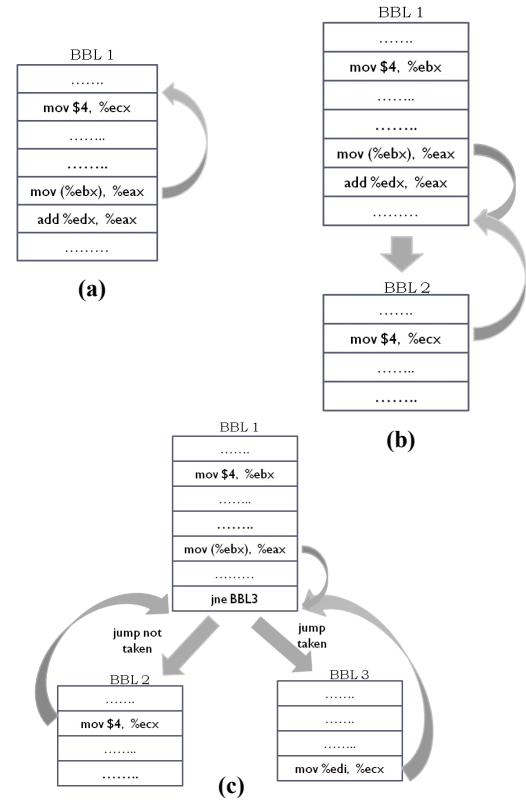 BBL 1
.......
mov $4, %ecx
........
........
mov (%ebx), %eax
add %edx, %eax
.........
(a)
BBL 1
.......
mov $4, %ebx
........
........
mov (%ebx), %eax
add %edx, %eax
.........
BBL 2
.......
mov $4, %ecx
........
........
(b)
BBL 1
.......
mov $4, %ebx
........
........
mov (%ebx), %eax
.........
jne BBL3
jump not
taken
jump
taken
BBL 2
.......
mov $4, %ecx
........
........
BBL 3
.......
.......
........
mov %edi, %ecx
(c)